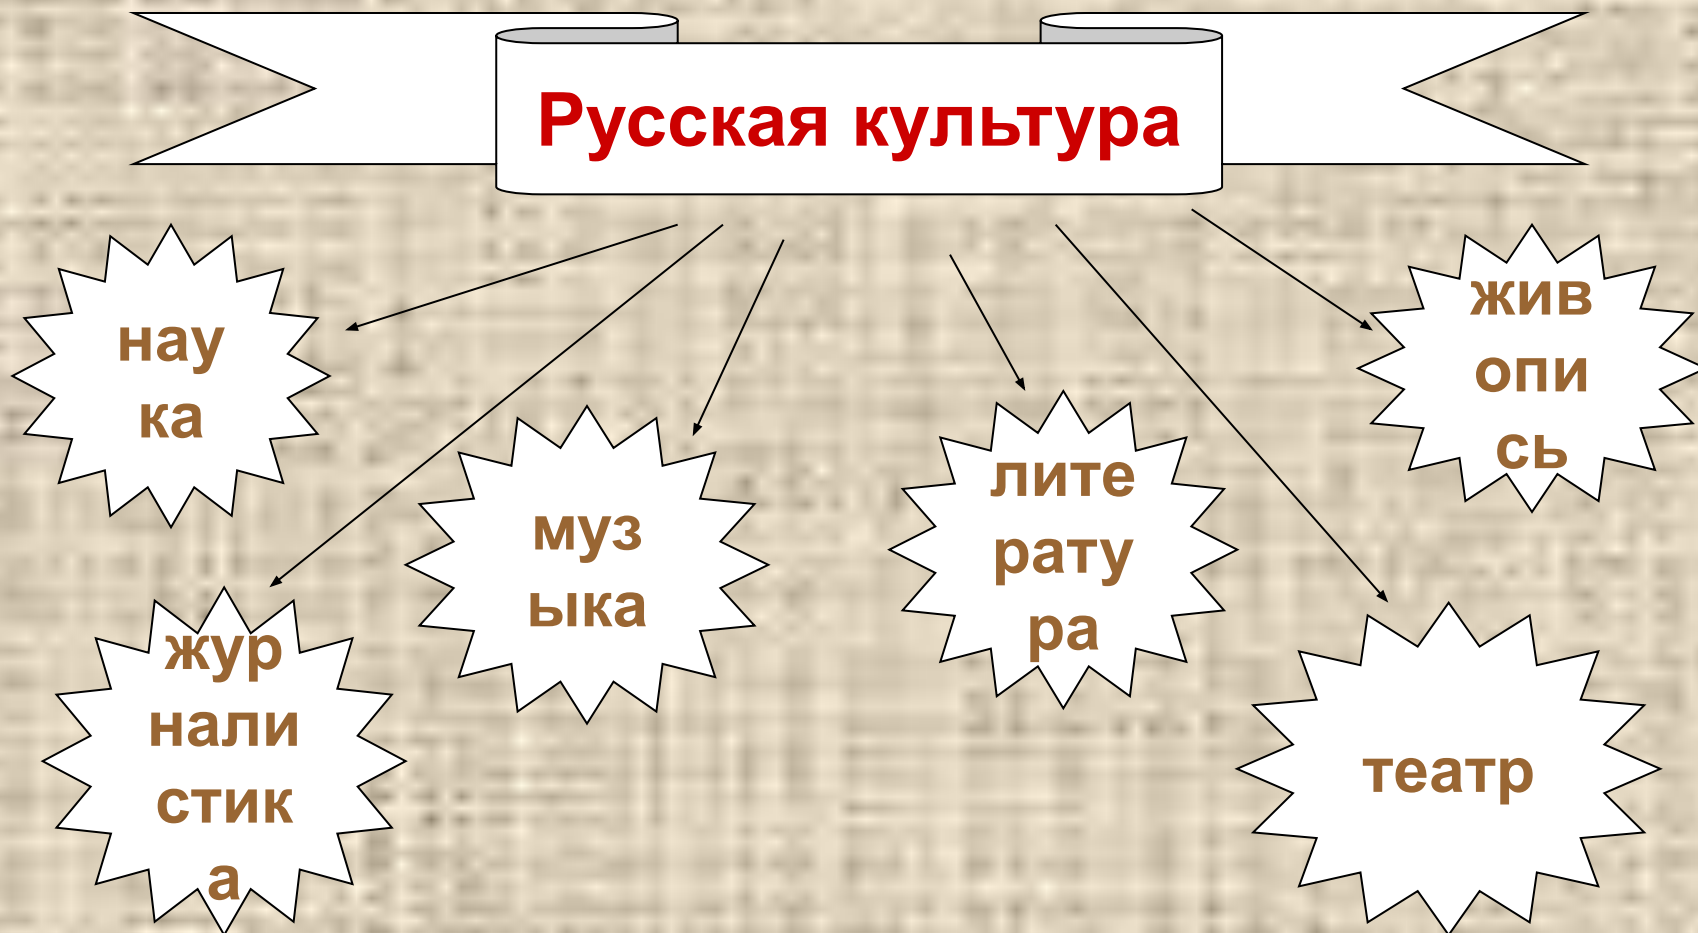 Русская культура
нау
ка
жур
нали
стик
а
муз
ыка
лите
рату
ра
жив
опи
сь
театр